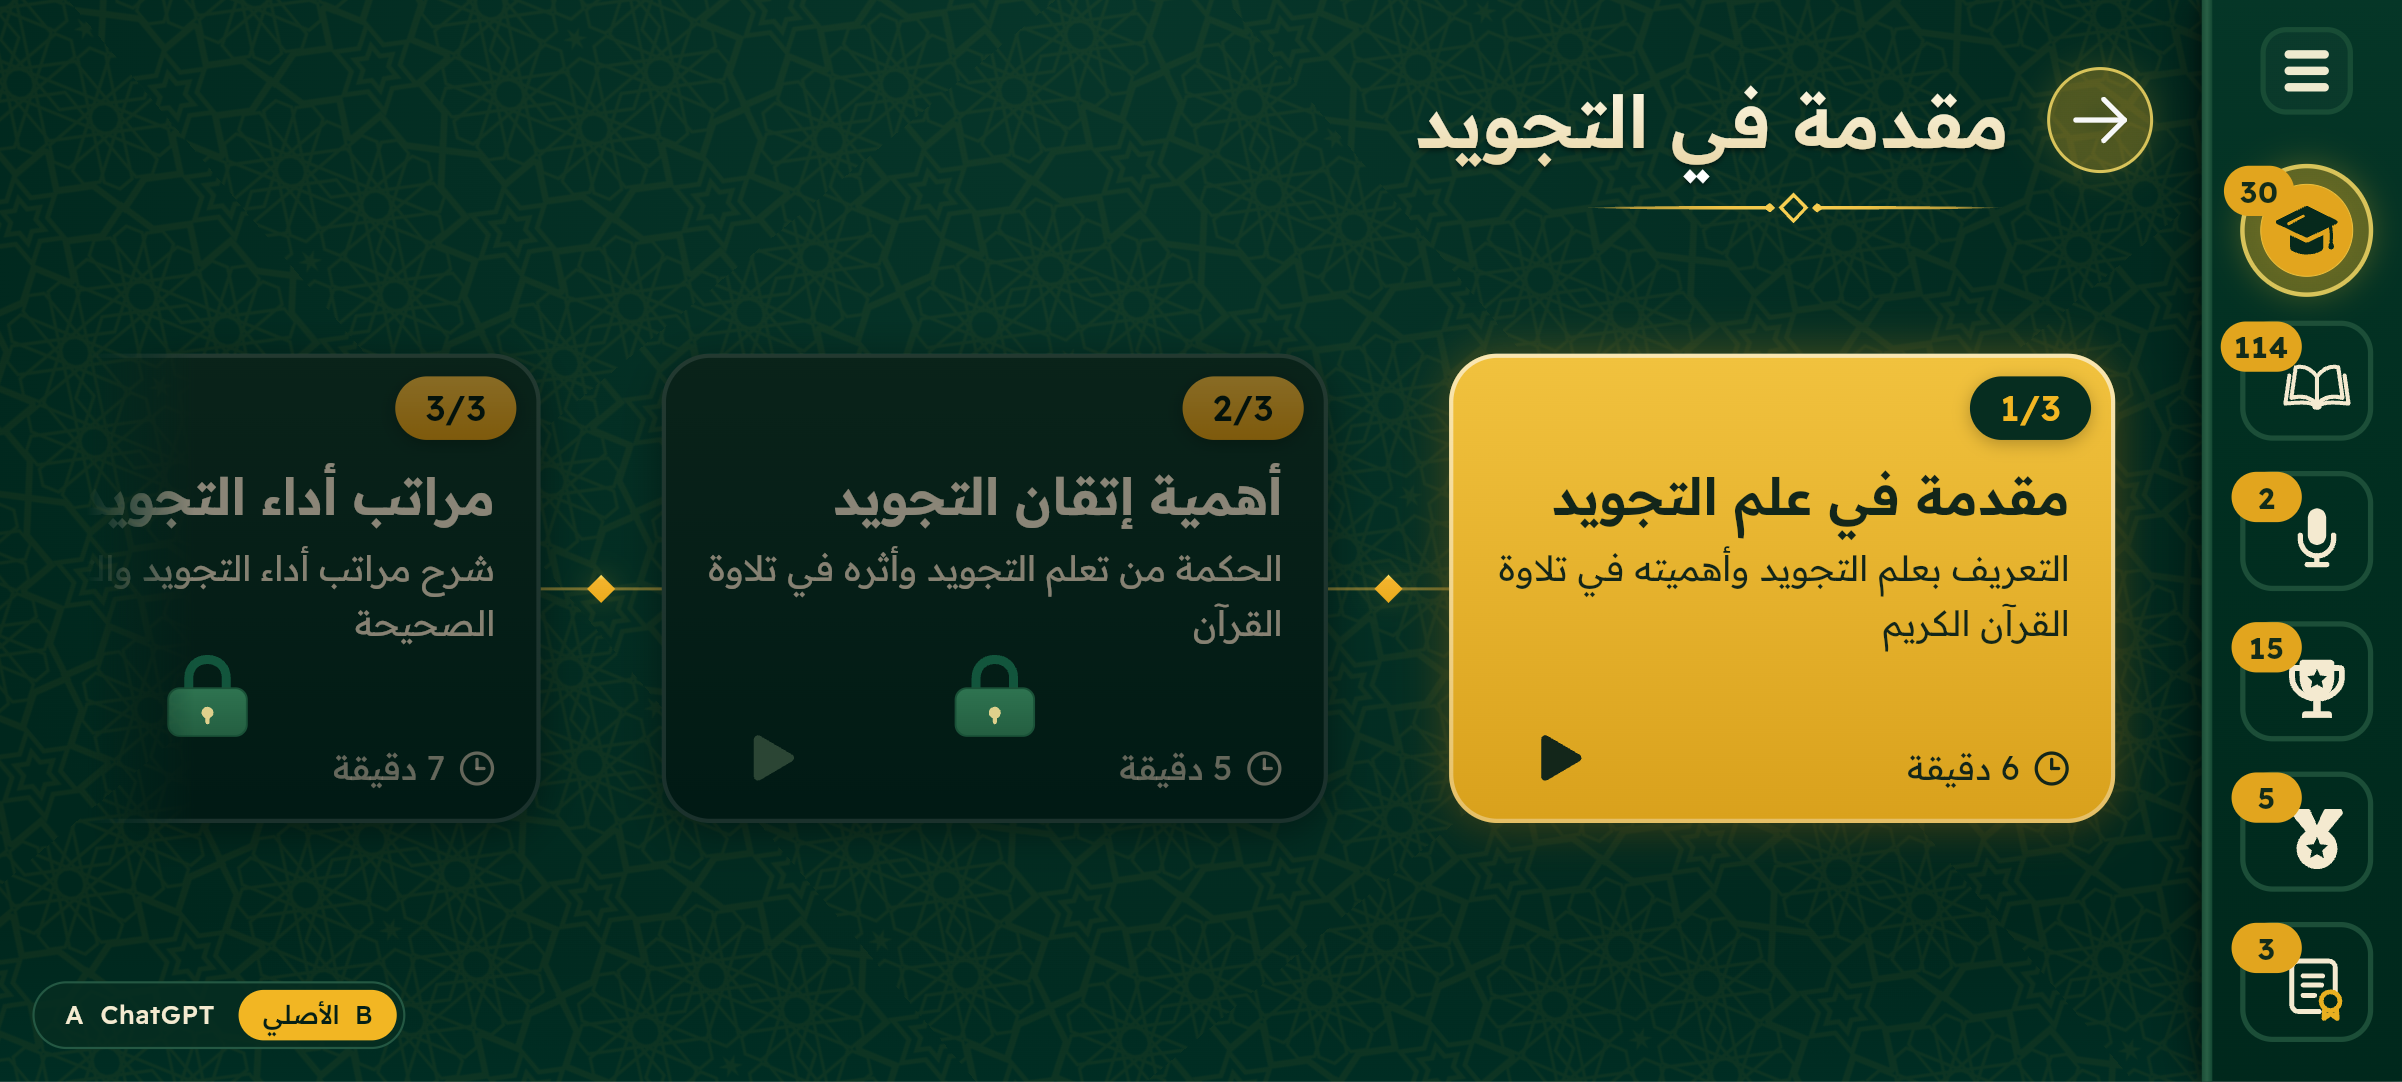 مقدمة في التجويد
30
114
2
15
5
3
1/3
مقدمة في علم التجويد
التعريف بعلم التجويد وأهميته في تلاوة
القرآن الكريم
6 دقيقة
2/3
أهمية إتقان التجويد
الحكمة من تعلم التجويد وأثره في تلاوة
القرآن
5 دقيقة
3/3
مراتب أداء التجويد
شرح مراتب أداء التجويد
الصحيحة
7 دقيقة
A ChatGPT
B الأصلي